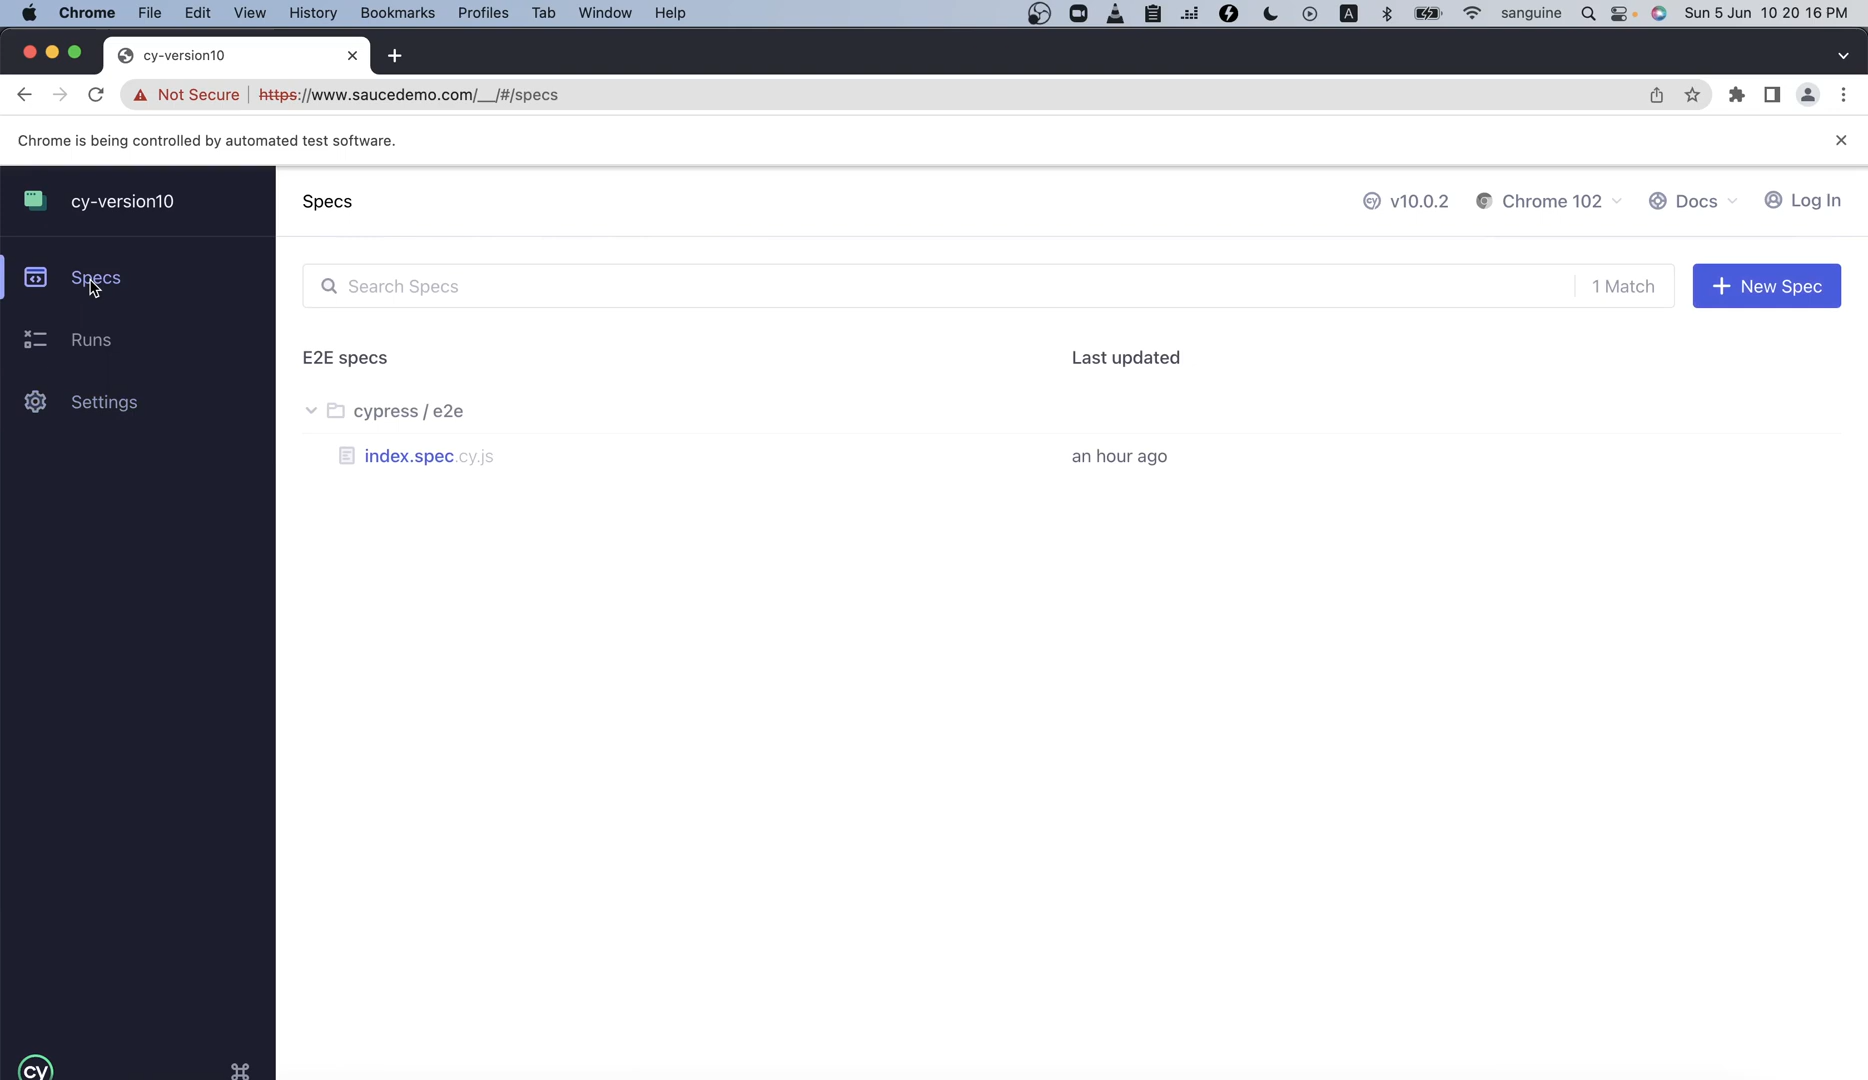 Chrome File Edit View History Bookmarks Profiles Tab Window Help A sanguine Sun 5 Jun 10 20 16 PM
cy-version10
Not Secure https://www.saucedemo.com/__/#/specs
Chrome is being controlled by automated test software.
cy-version10
Specs
Runs
Settings
cy
Specs cy v10.0.2 Chrome 102 Docs Log In
Search Specs 1 Match New Spec
E2E specs Last updated
cypress / e2e
index.spec.cy.js an hour ago